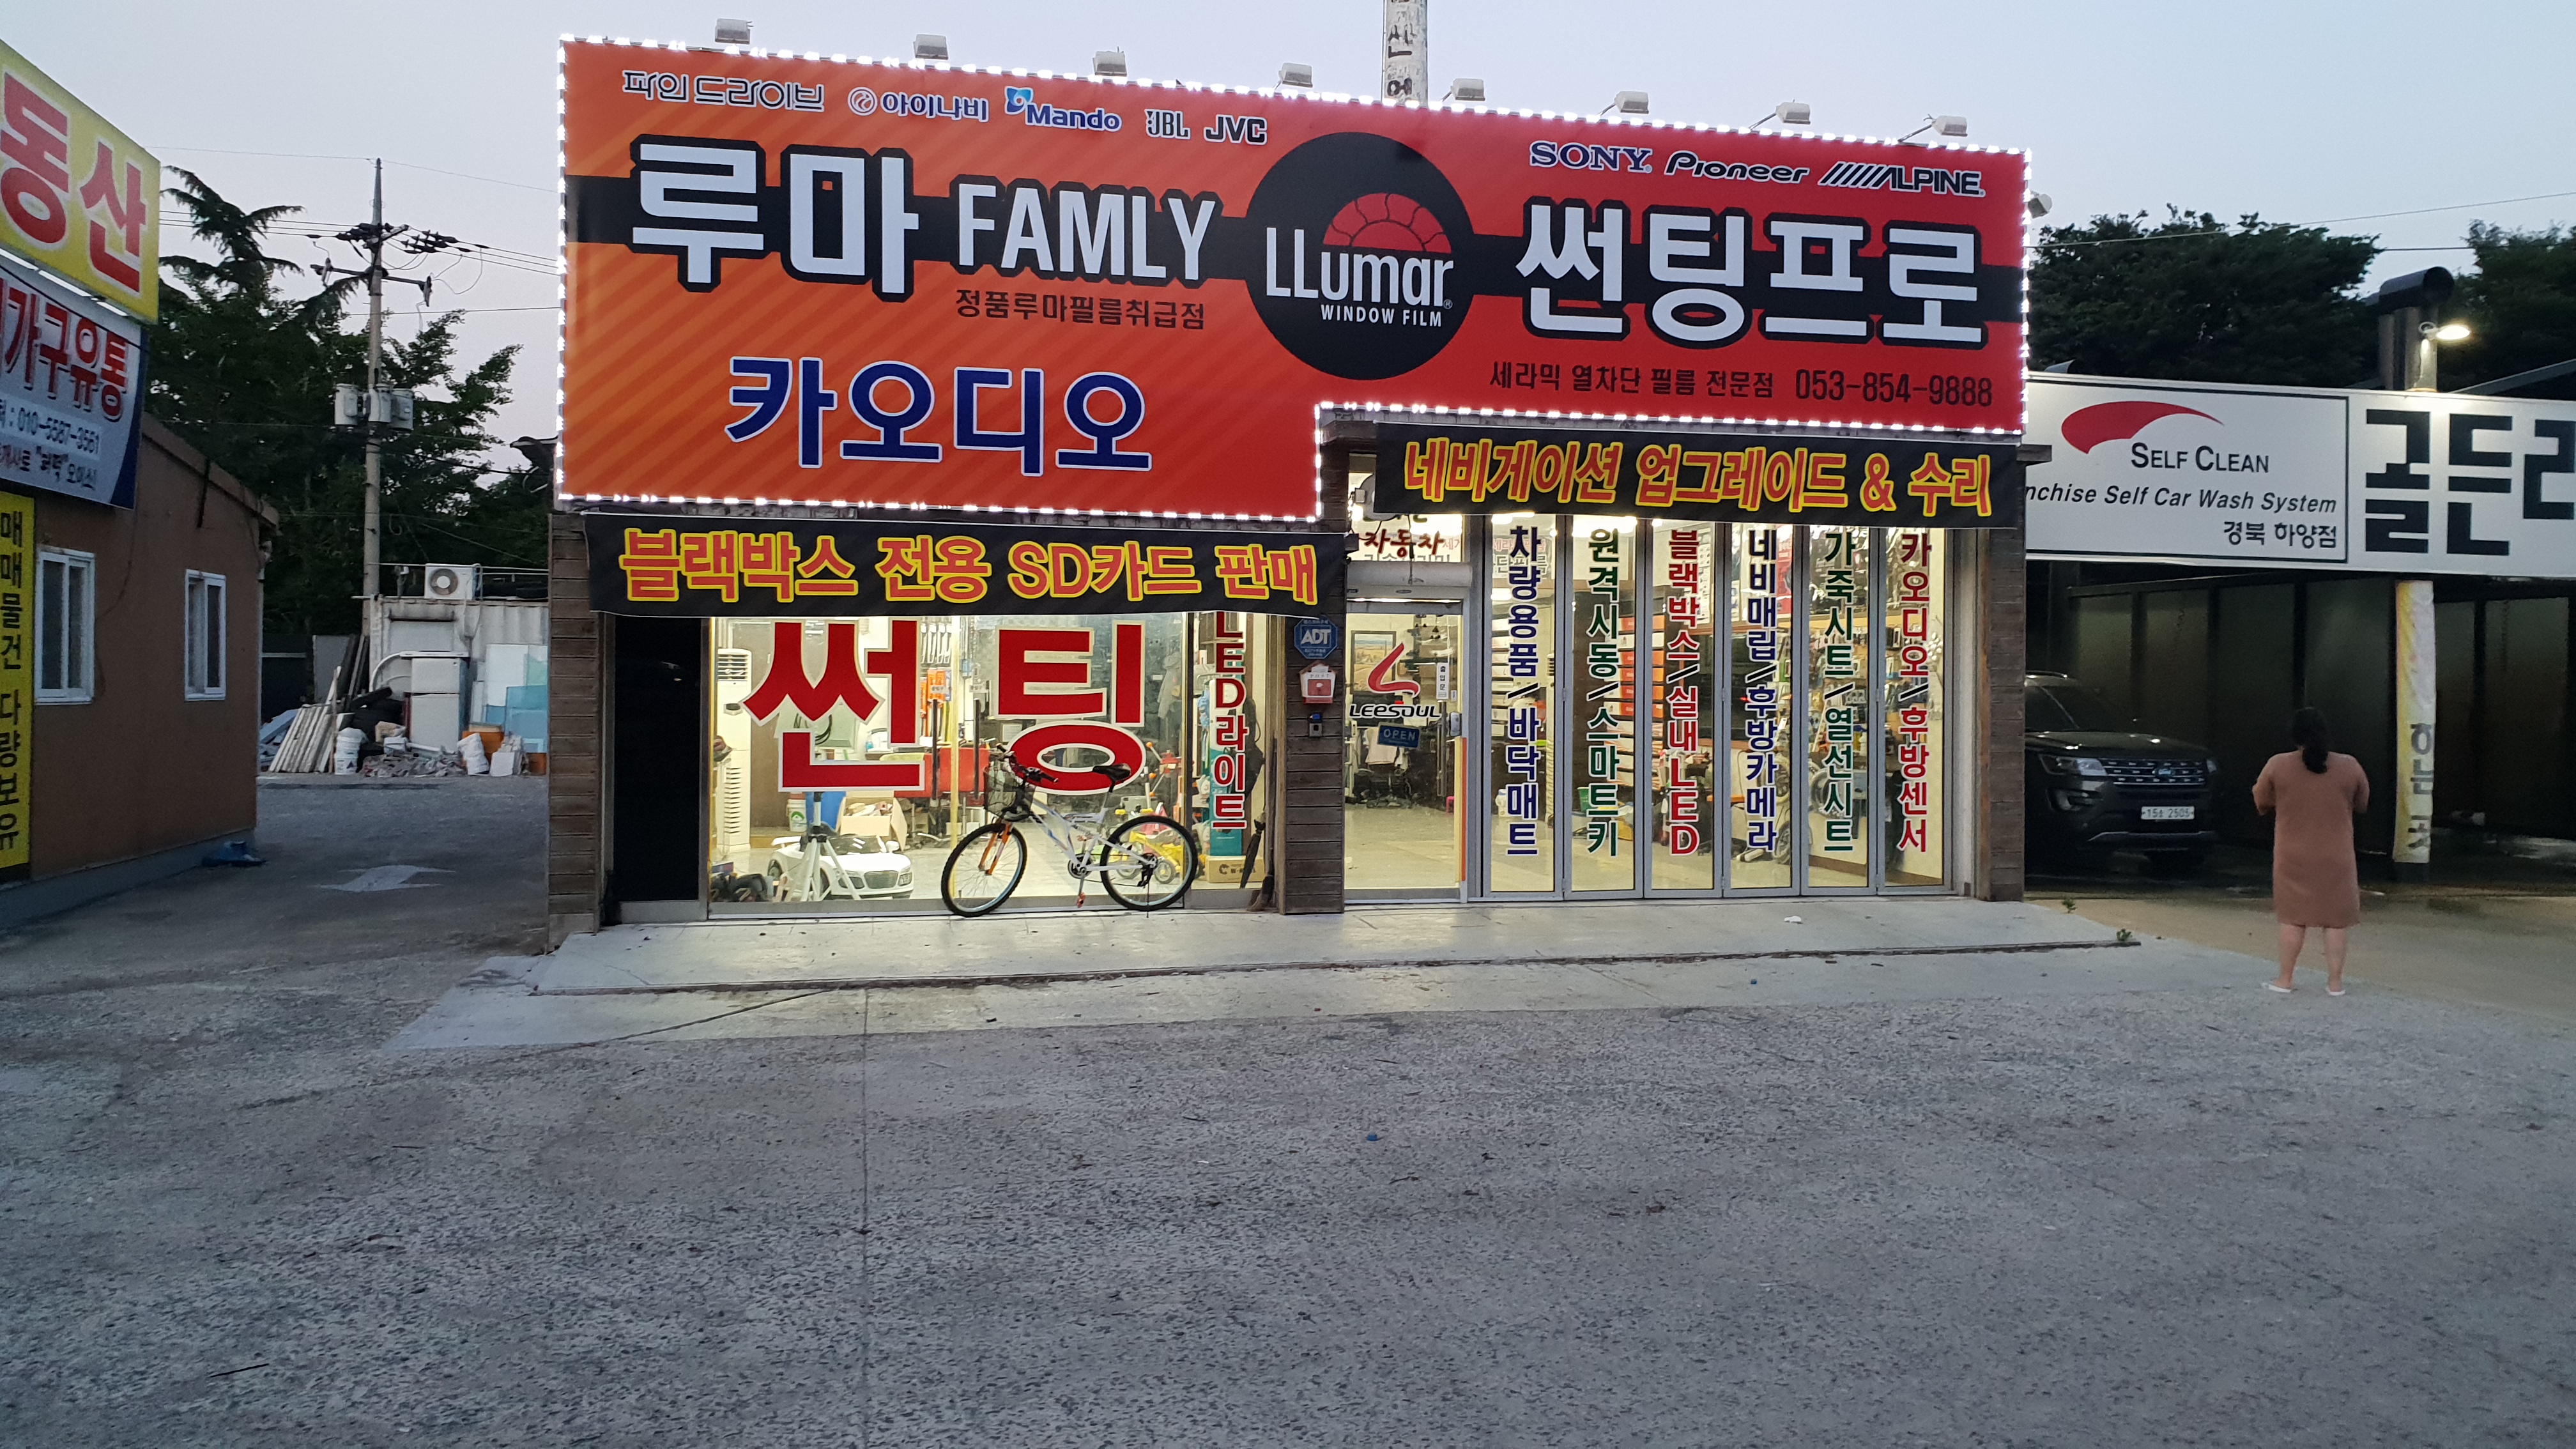 동산
가구유통
010-5587-3561
매매물건 다량보유
파인드라이브 아이나비 Mando JBL JVC
SONY Pioneer ALPINE
루마 FAMLY
LLumar
WINDOW FILM
썬팅프로
정품루마필름취급점
세라믹 열차단 필름 전문점 053-854-9888
카오디오
네비게이션 업그레이드 & 수리
블랙박스 전용 SD카드 판매
썬팅
LED라이트
ADT
자동차
LEESOUL
OPEN
차량용품/바닥매트
원격시동/스마트키
블랙박스/실내LED
네비매립/후방카메라
가죽시트/열선시트
카오디오/후방센서
SELF CLEAN
nchise Self Car Wash System
경북 하양점
골든